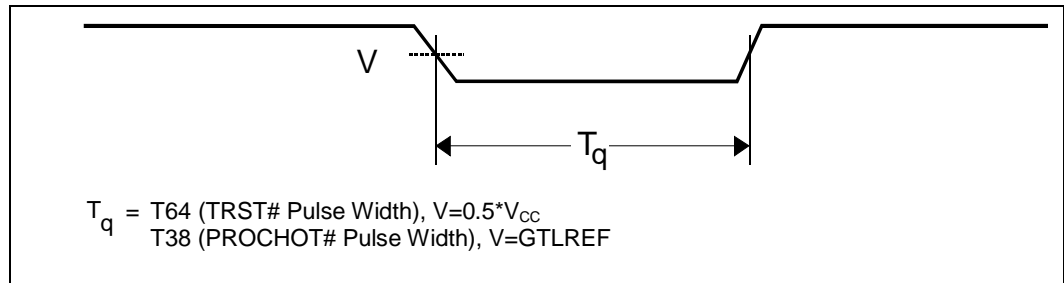 V
Tq
Tq = T64 (TRST# Pulse Width), V=0.5*VCC
T38 (PROCHOT# Pulse Width), V=GTLREF